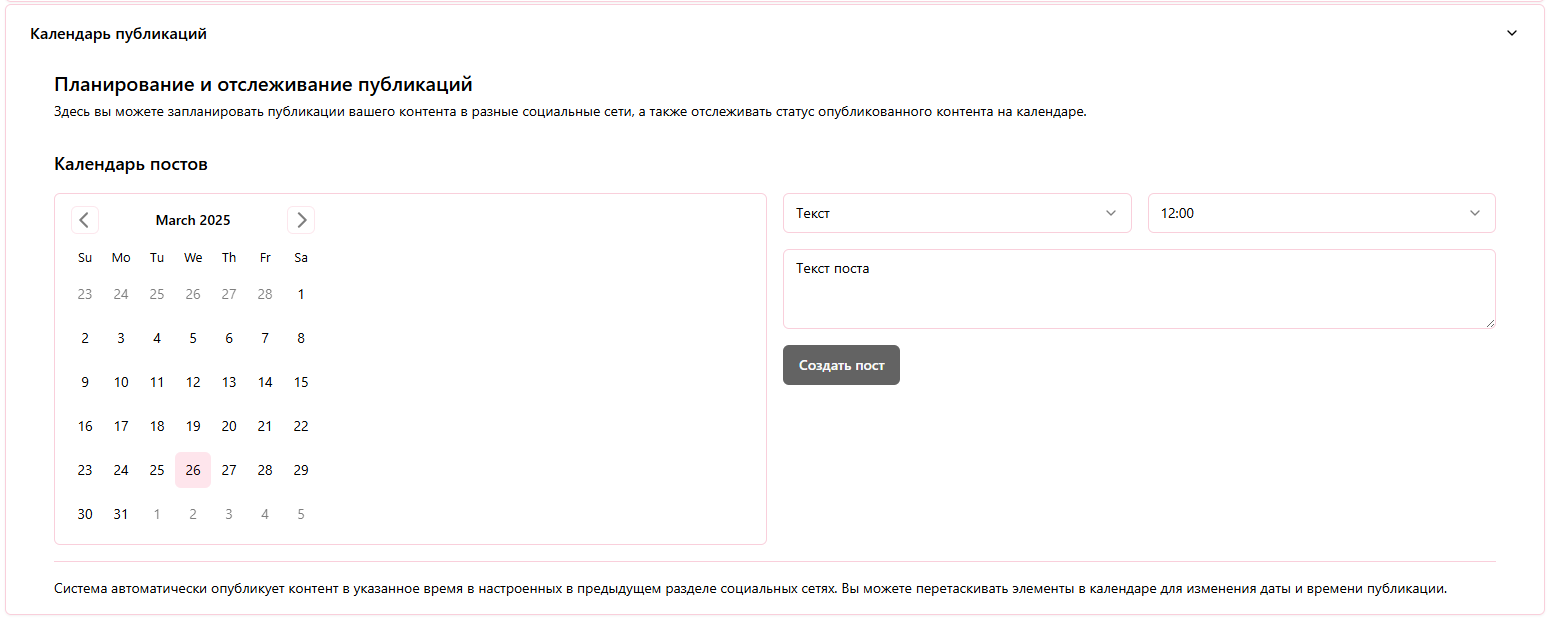 Календарь публикаций
Планирование и отслеживание публикаций
Здесь вы можете запланировать публикации вашего контента в разные социальные сети, а также отслеживать статус опубликованного контента на календаре.
Календарь постов
March 2025
Su Mo Tu We Th Fr Sa
23 24 25 26 27 28 1
2 3 4 5 6 7 8
9 10 11 12 13 14 15
16 17 18 19 20 21 22
23 24 25 26 27 28 29
30 31 1 2 3 4 5
Текст
12:00
Текст поста
Создать пост
Система автоматически опубликует контент в указанное время в настроенных в предыдущем разделе социальных сетях. Вы можете перетаскивать элементы в календаре для изменения даты и времени публикации.